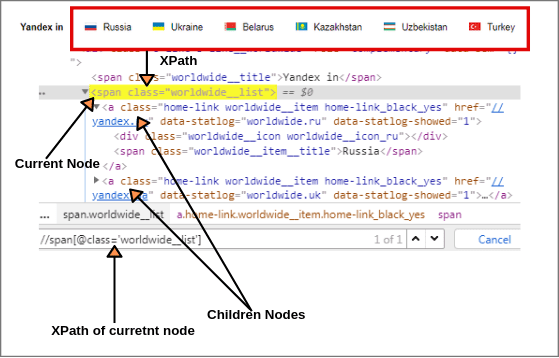 Yandex in Russia Ukraine Belarus Kazakhstan Uzbekistan Turkey
XPath
<span class="worldwide__title">Yandex in</span>
... ▼<span class="worldwide__list"> == $0
▼<a class="home-link worldwide__item home-link_black_yes" href="//
yandex. " data-statlog="worldwide.ru" data-statlog-showed="1">
<div class="worldwide__icon worldwide__icon_ru"></div>
Current Node
<span class="worldwide__item__title">Russia</span>
</a>
▶<a class="home-link worldwide__item home-link_black_yes" href="//
" data-statlog="worldwide.uk" data-statlog-showed="1">…</a>
... span.worldwide__list a.home-link.worldwide__item.home-link_black_yes span
//span[@class='worldwide__list'] 1 of 1 Cancel
Children Nodes
XPath of curretnt node